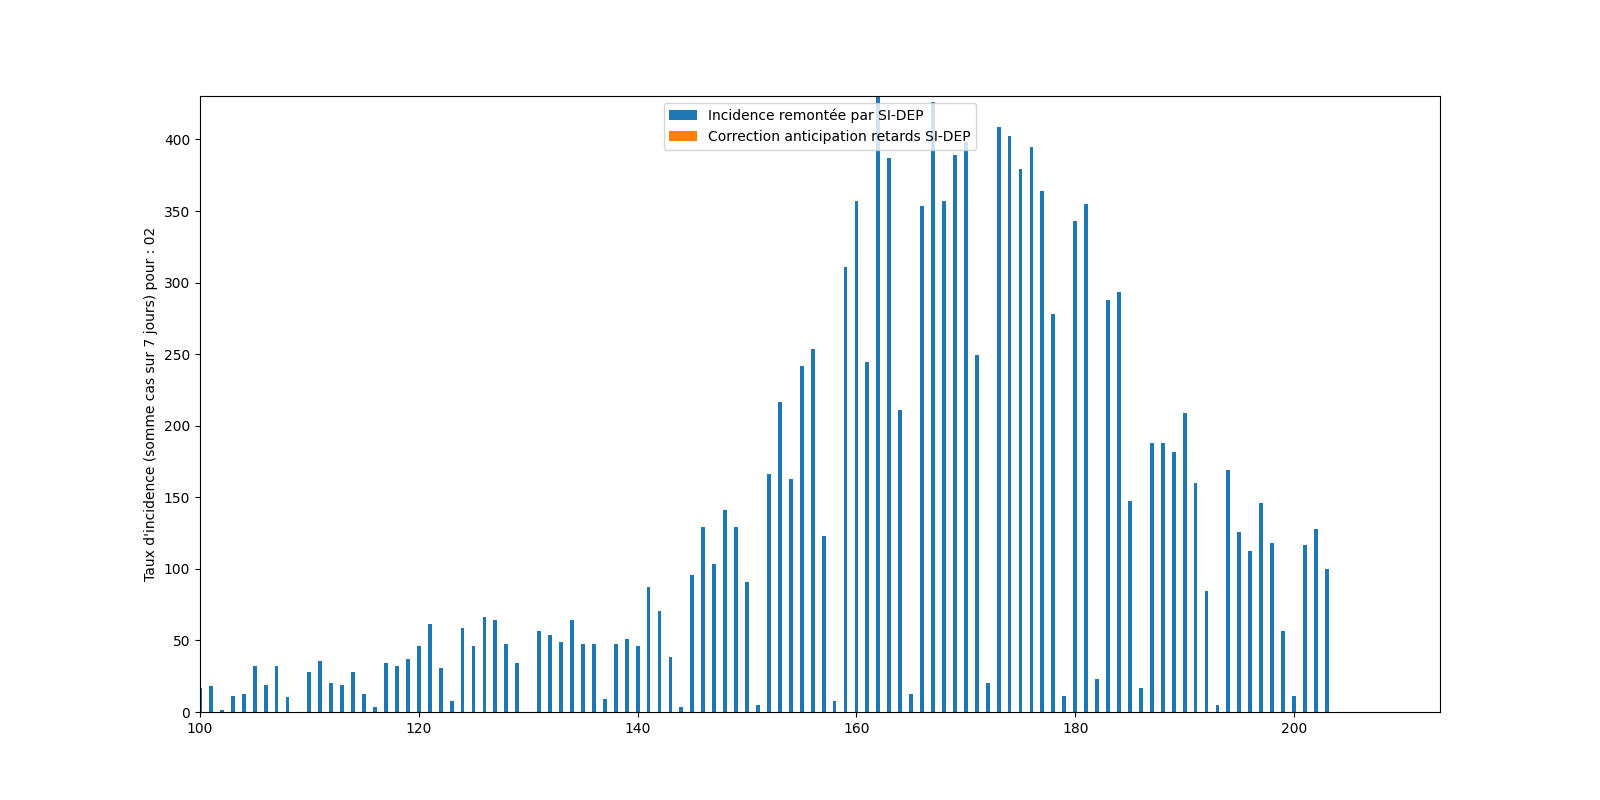 Incidence remontée par SI-DEP
Correction anticipation retards SI-DEP
Taux d'incidence (somme cas sur 7 jours) pour : 02
400
350
300
250
200
150
100
50
0
100 120 140 160 180 200